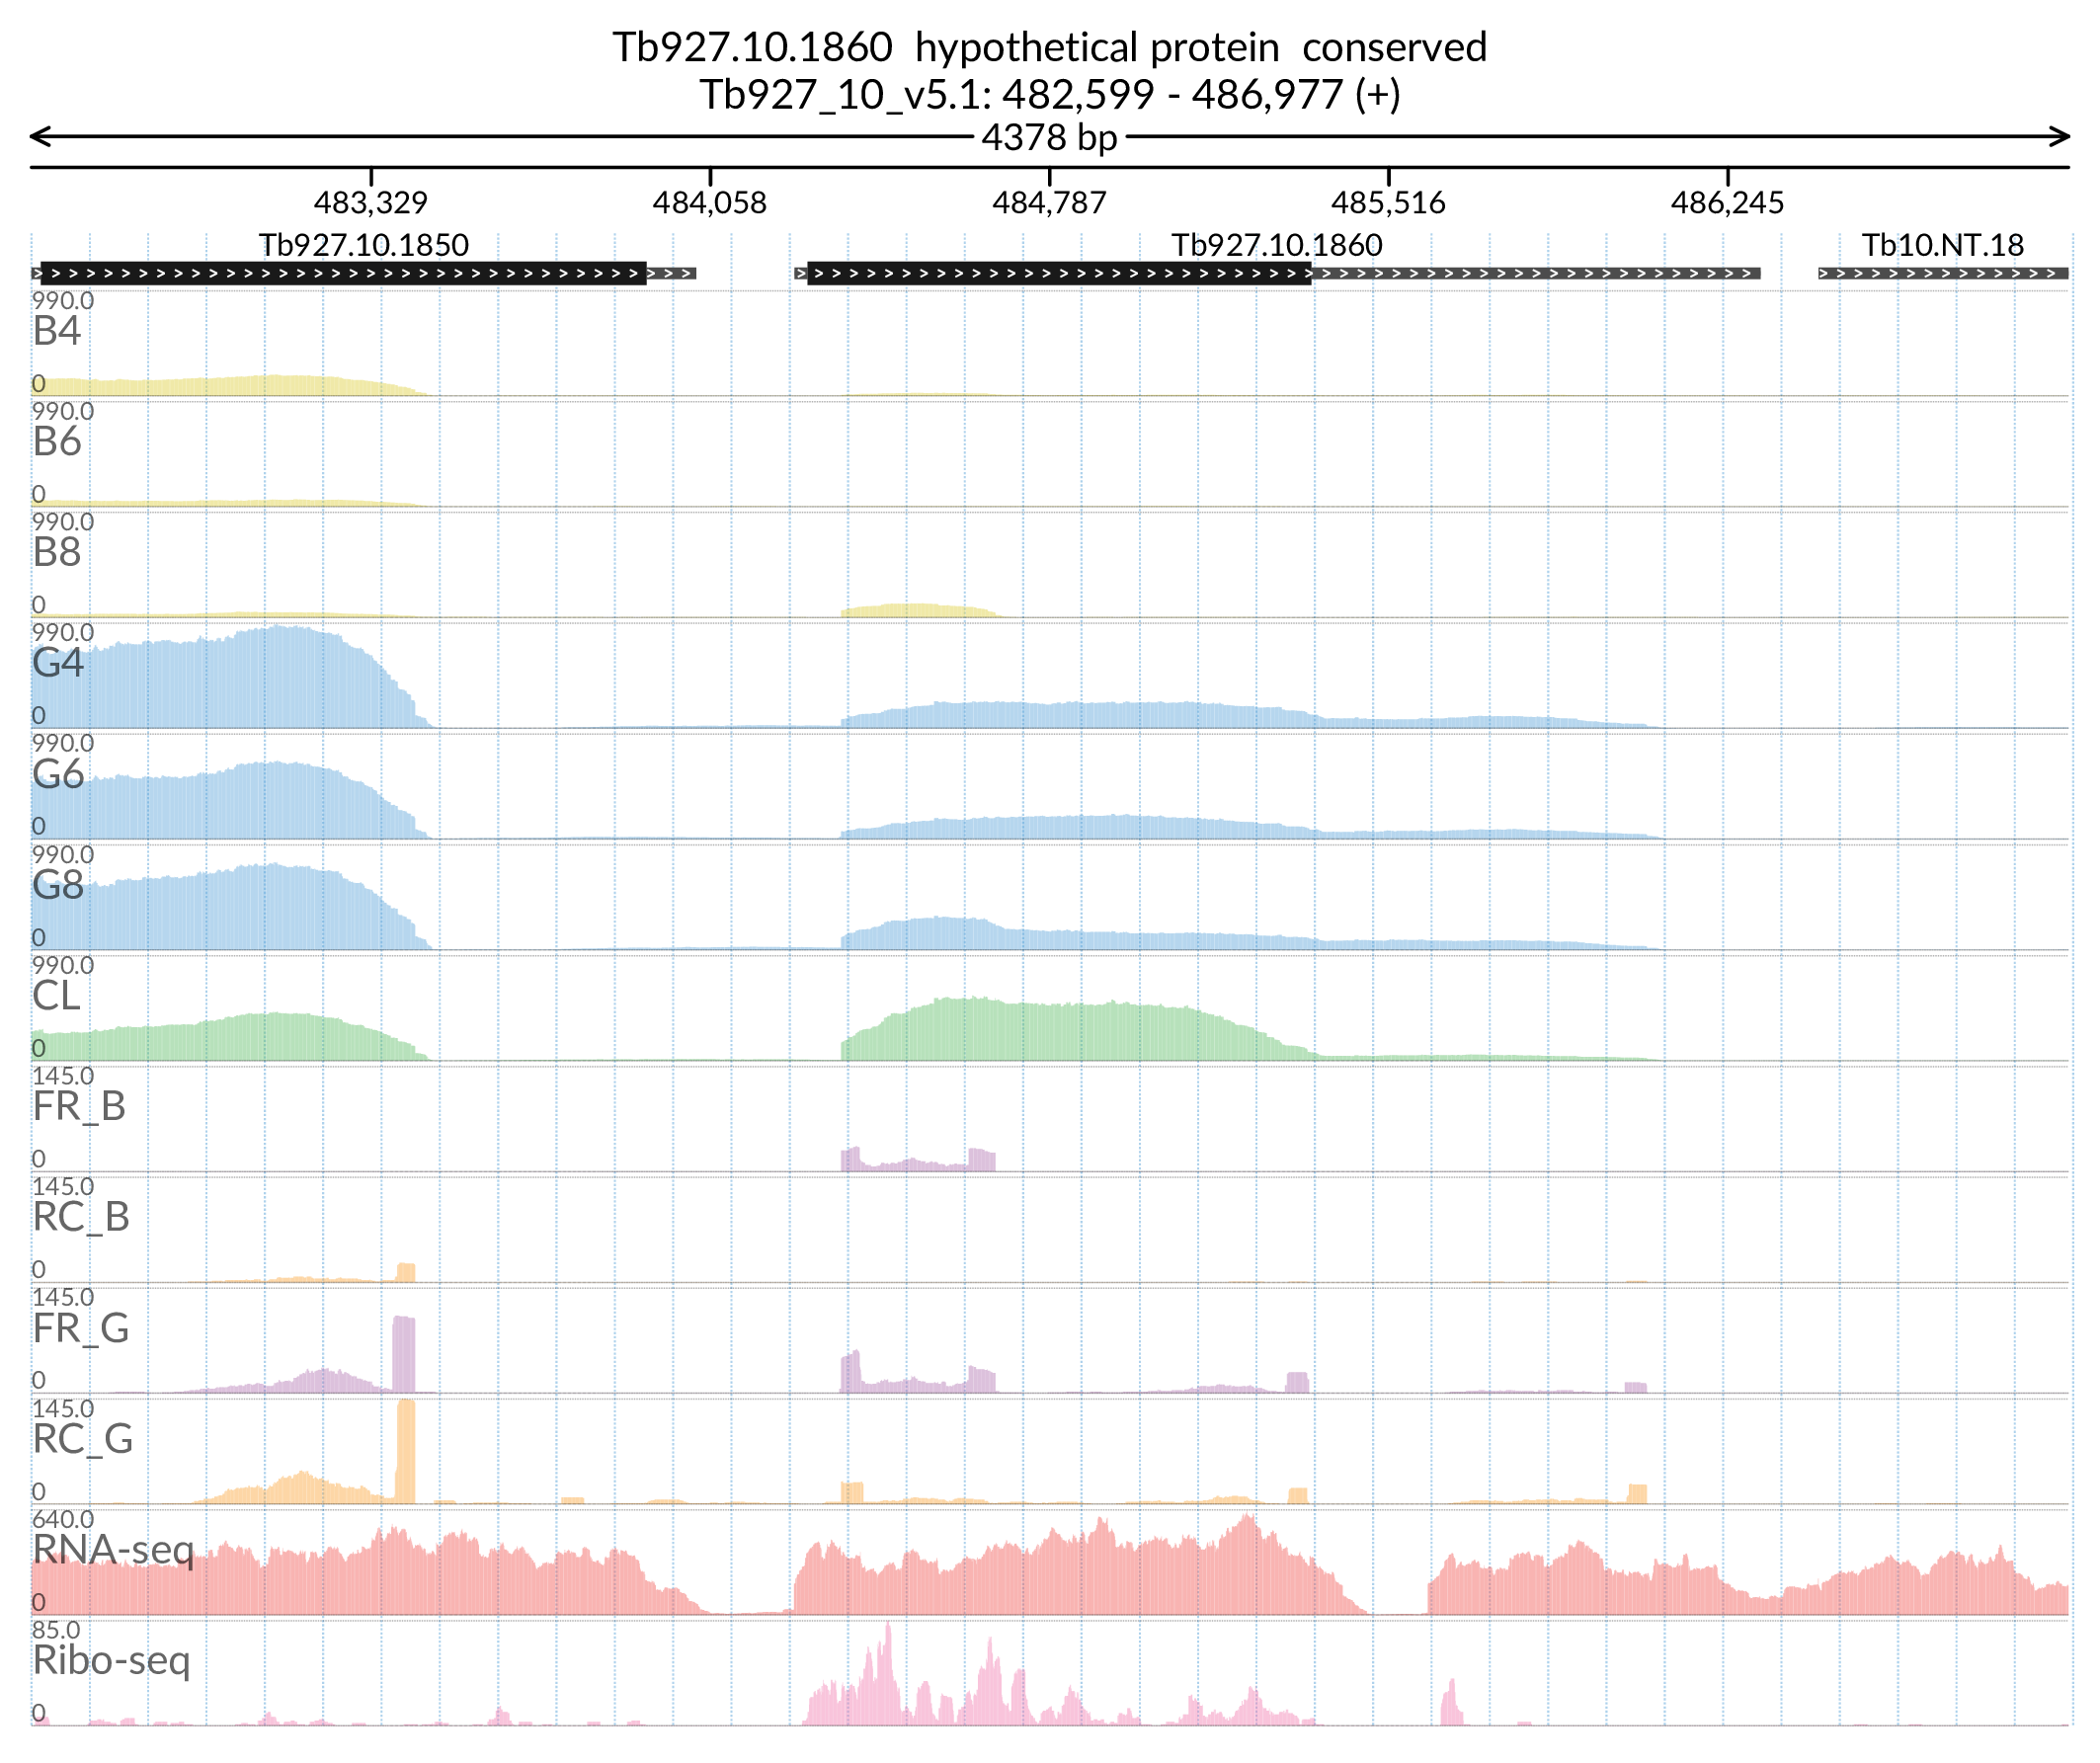 Tb927.10.1860  hypothetical protein  conserved
Tb927_10_v5.1: 482,599 - 486,977 (+)
4378 bp
483,329 484,058 484,787 485,516 486,245
Tb927.10.1850 Tb927.10.1860 Tb10.NT.18
990.0
B4
0
990.0
B6
0
990.0
B8
0
990.0
G4
0
990.0
G6
0
990.0
G8
0
990.0
CL
0
145.0
FR_B
0
145.0
RC_B
0
145.0
FR_G
0
145.0
RC_G
0
640.0
RNA-seq
0
85.0
Ribo-seq
0